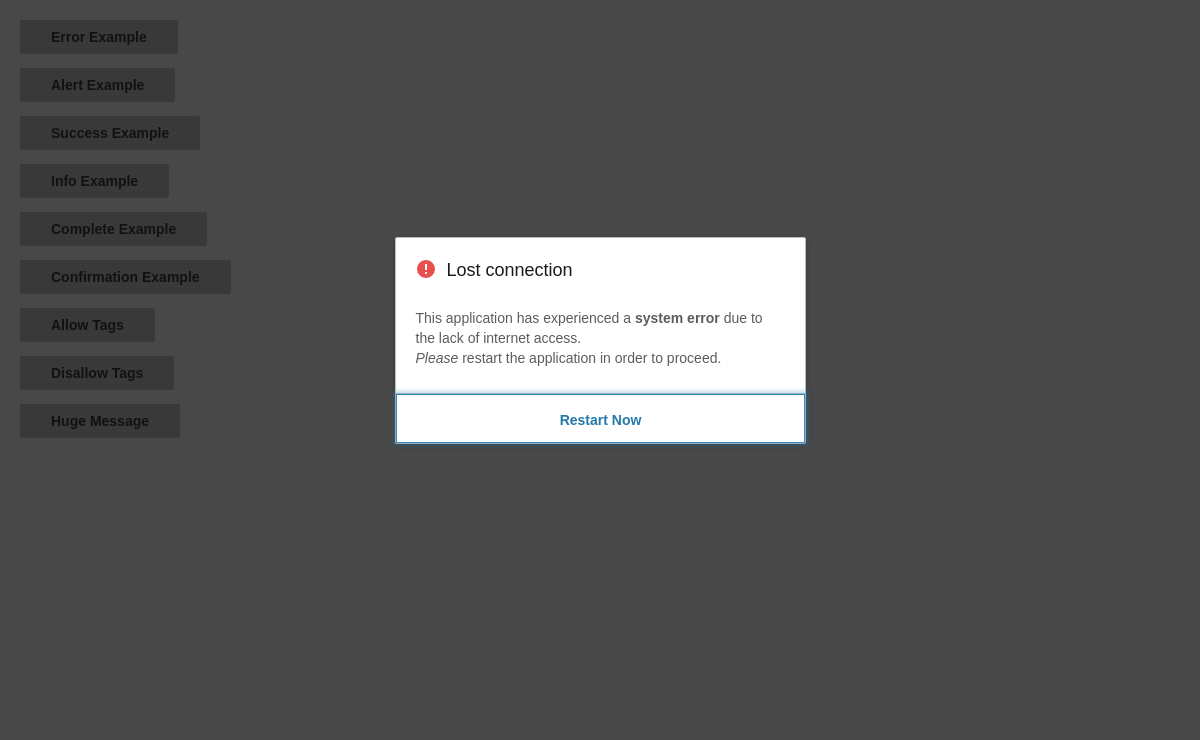 Error Example
Alert Example
Success Example
Info Example
Complete Example
Confirmation Example
Allow Tags
Disallow Tags
Huge Message
Lost connection
This application has experienced a system error due to
the lack of internet access.
Please restart the application in order to proceed.
Restart Now